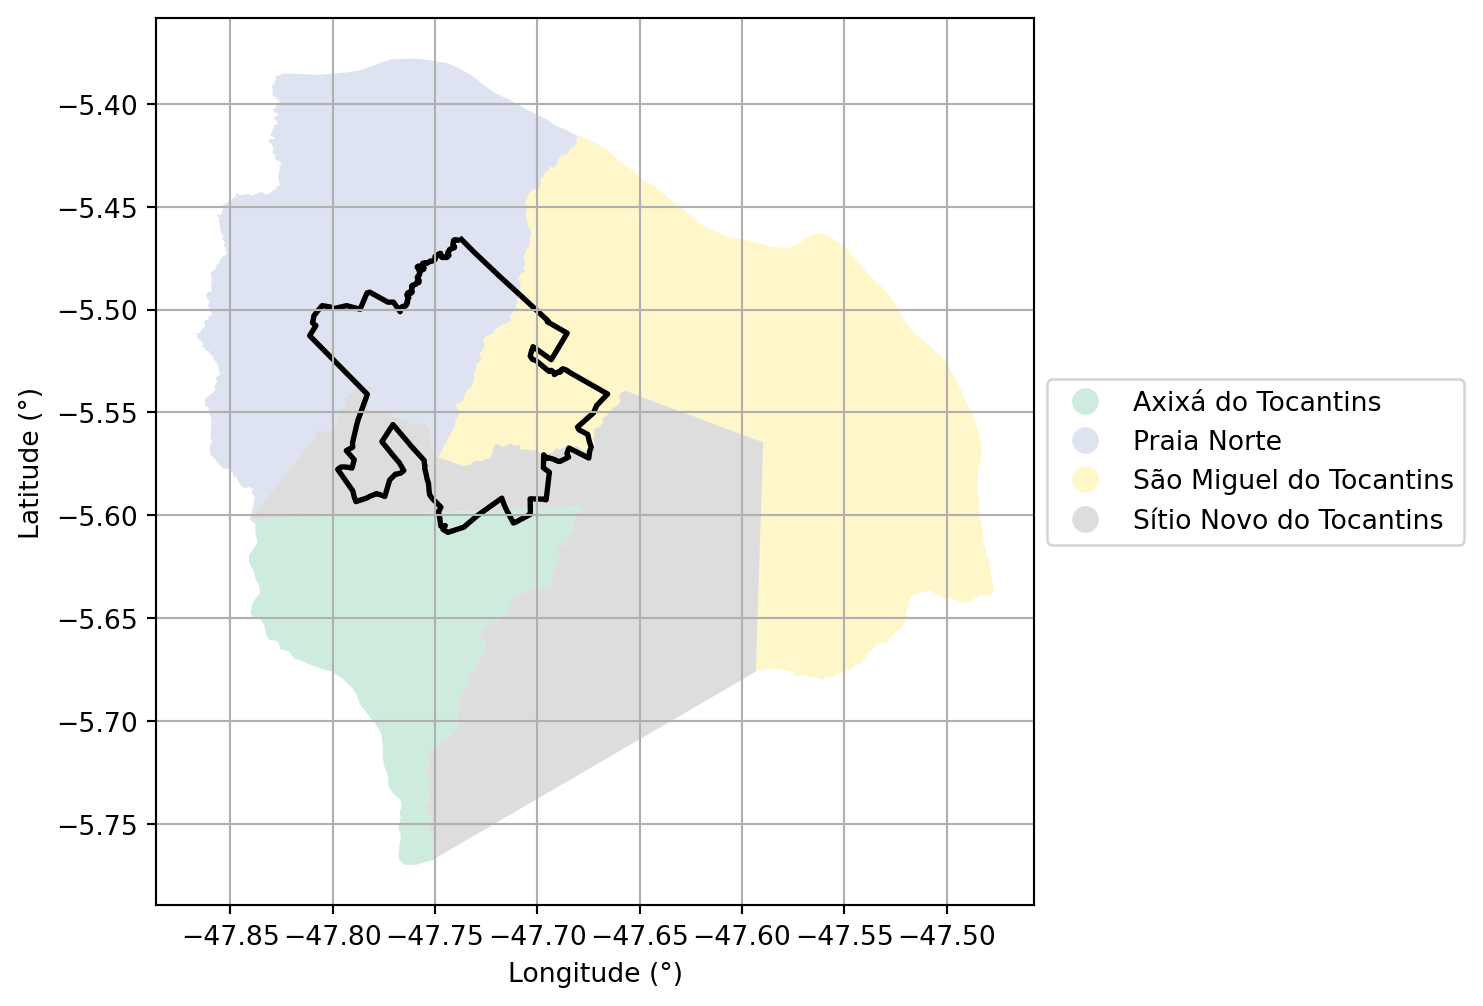 −5.40
−5.45
−5.50
−5.55
−5.60
−5.65
−5.70
−5.75
Latitude (°)
−47.85 −47.80 −47.75 −47.70 −47.65 −47.60 −47.55 −47.50
Longitude (°)
Axixá do Tocantins
Praia Norte
São Miguel do Tocantins
Sítio Novo do Tocantins